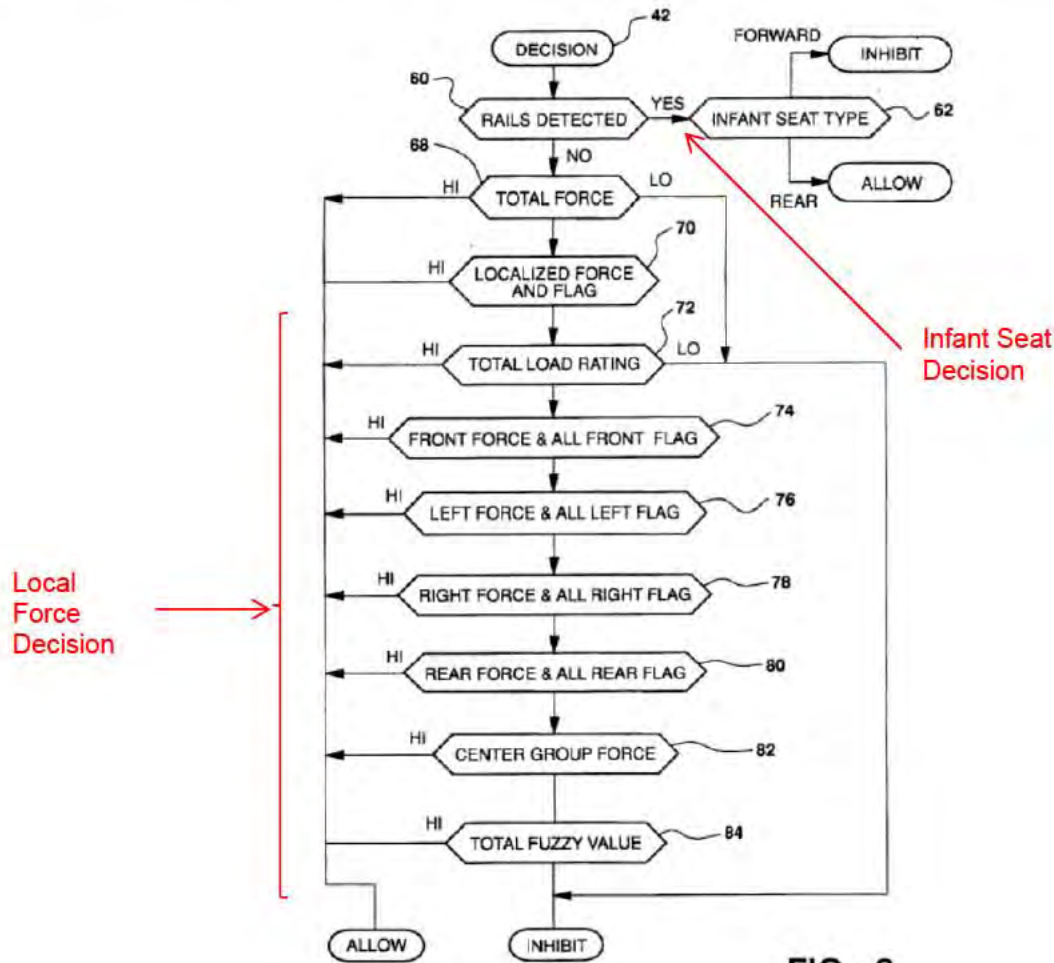 DECISION
42
FORWARD
INHIBIT
60
RAILS DETECTED
YES
INFANT SEAT TYPE
62
NO
68
HI
TOTAL FORCE
LO
REAR
ALLOW
70
HI
LOCALIZED FORCE
AND FLAG
72
HI
TOTAL LOAD RATING
LO
Infant Seat
Decision
74
HI
FRONT FORCE & ALL FRONT FLAG
HI
LEFT FORCE & ALL LEFT FLAG
76
Local
Force
Decision
HI
RIGHT FORCE & ALL RIGHT FLAG
78
HI
REAR FORCE & ALL REAR FLAG
80
HI
CENTER GROUP FORCE
82
HI
TOTAL FUZZY VALUE
84
ALLOW
INHIBIT